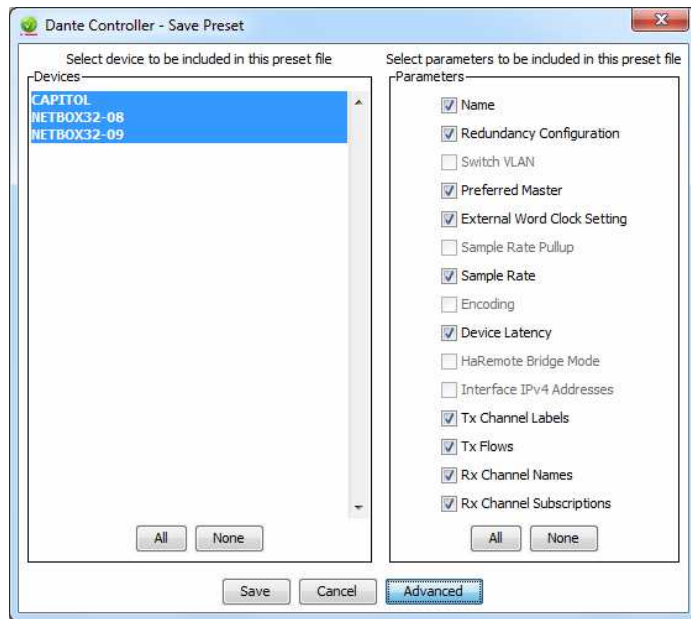 Dante Controller - Save Preset
Select device to be included in this preset file
Devices
CAPITOL
NETBOX32-08
NETBOX32-09
All
None
Select parameters to be included in this preset file
Parameters
Name
Redundancy Configuration
Switch VLAN
Preferred Master
External Word Clock Setting
Sample Rate Pullup
Sample Rate
Encoding
Device Latency
HaRemote Bridge Mode
Interface IPv4 Addresses
Tx Channel Labels
Tx Flows
Rx Channel Names
Rx Channel Subscriptions
All
None
Save
Cancel
Advanced